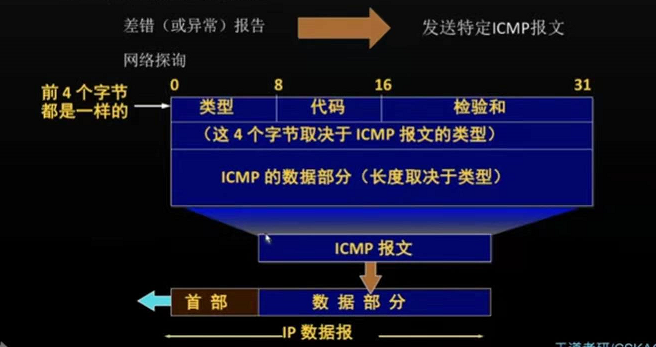 差错（或异常）报告
发送特定ICMP报文
网络探询
0 8 16 31
前 4 个字节
都是一样的
类型 代码 检验和
（这 4 个字节取决于 ICMP 报文的类型）
ICMP 的数据部分（长度取决于类型）
ICMP 报文
首 部 数 据 部 分
IP 数据报